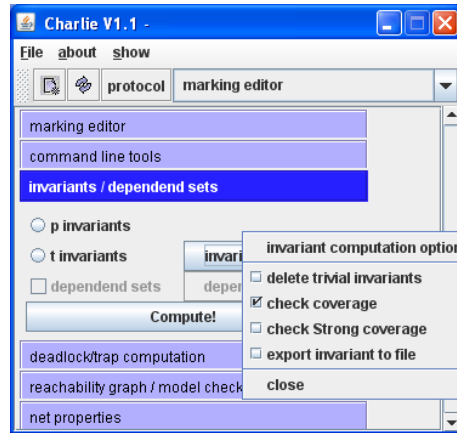 Charlie V1.1 -
File about show
protocol marking editor
marking editor
command line tools
invariants / dependend sets
p invariants
t invariants
invari
dependend sets
depen
Compute!
invariant computation option
delete trivial invariants
check coverage
check Strong coverage
export invariant to file
close
deadlock/trap computation
reachability graph / model check
net properties